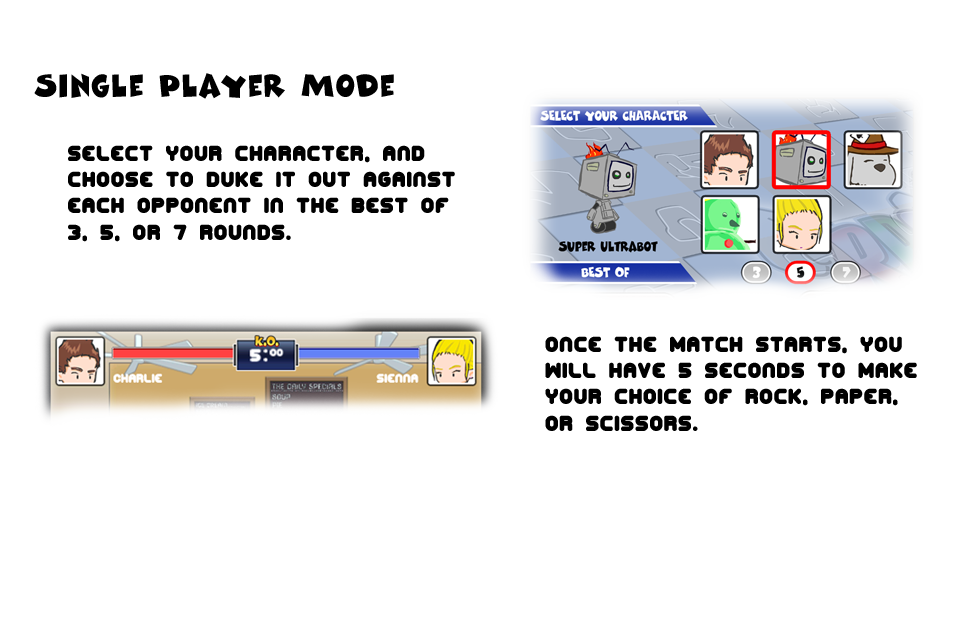 SINGLE PLAYER MODE
SELECT YOUR CHARACTER, AND
CHOOSE TO DUKE IT OUT AGAINST
EACH OPPONENT IN THE BEST OF
3, 5, OR 7 ROUNDS.
SELECT YOUR CHARACTER
SUPER ULTRABOT
BEST OF
3 5 7
K.O.
5:00
CHARLIE
SIENNA
THE DAILY SPECIALS
SOUP
ONCE THE MATCH STARTS, YOU
WILL HAVE 5 SECONDS TO MAKE
YOUR CHOICE OF ROCK, PAPER,
OR SCISSORS.